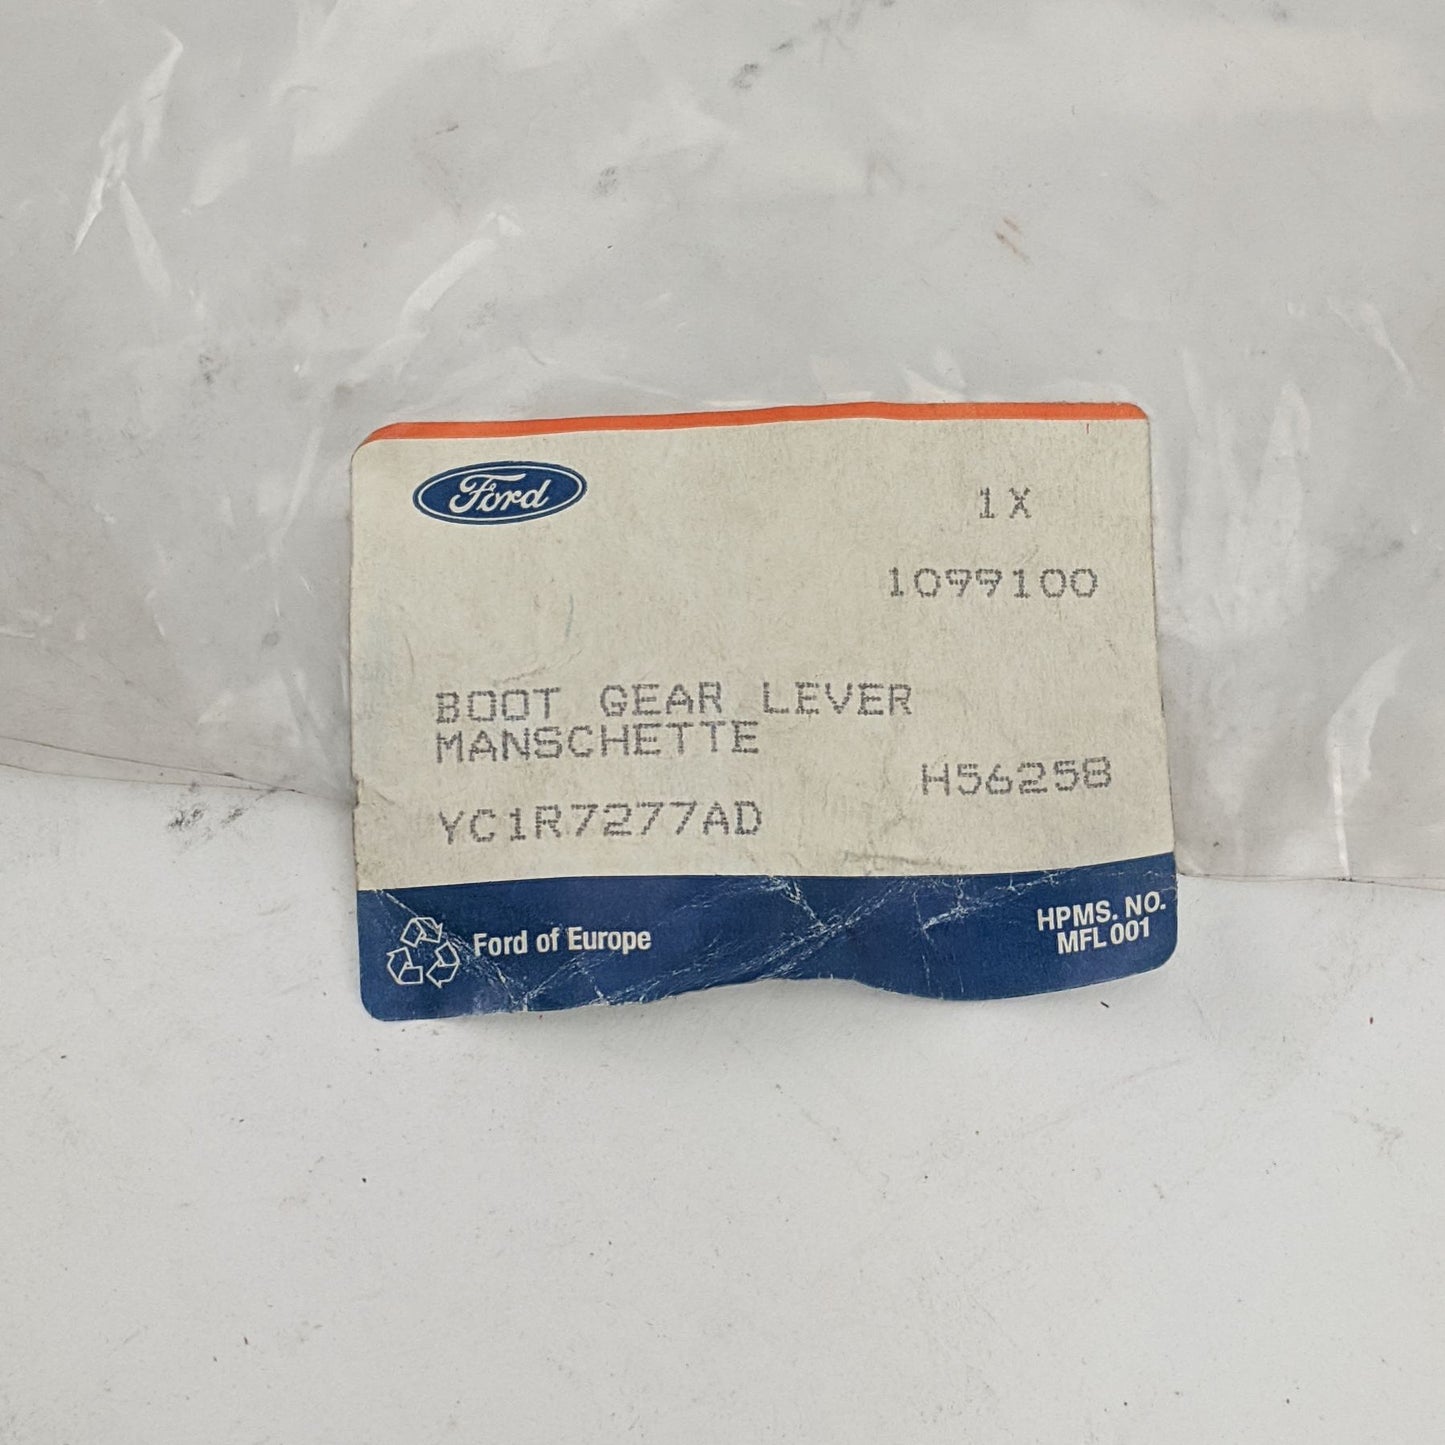 Ford
1X
1099100
BOOT GEAR LEVER
MANSCHETTE
H56258
YC1R7277AD
Ford of Europe
HPMS. NO.
MFL 001